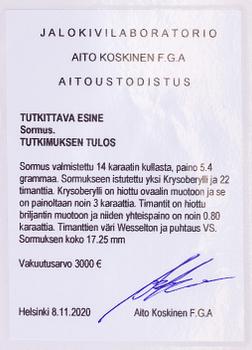 JALOKIVILABORATORIO
AITO KOSKINEN F.G.A
AITOUSTODISTUS
TUTKITTAVA ESINE
Sormus.
TUTKIMUKSEN TULOS
Sormus valmistettu 14 karaatin kullasta, paino 5.4
grammaa. Sormukseen istutettu yksi Krysoberylli ja 22
timanttia. Krysoberylli on hiottu ovaalin muotoon ja se
on painoltaan noin 3 karaattia. Timantit on hiottu
briljantin muotoon ja niiden yhteispaino on noin 0.80
karaattia. Timanttien väri Wesselton ja puhtaus VS.
Sormuksen koko 17.25 mm
Vakuutusarvo 3000 €
Helsinki 8.11.2020 Aito Koskinen F.G.A